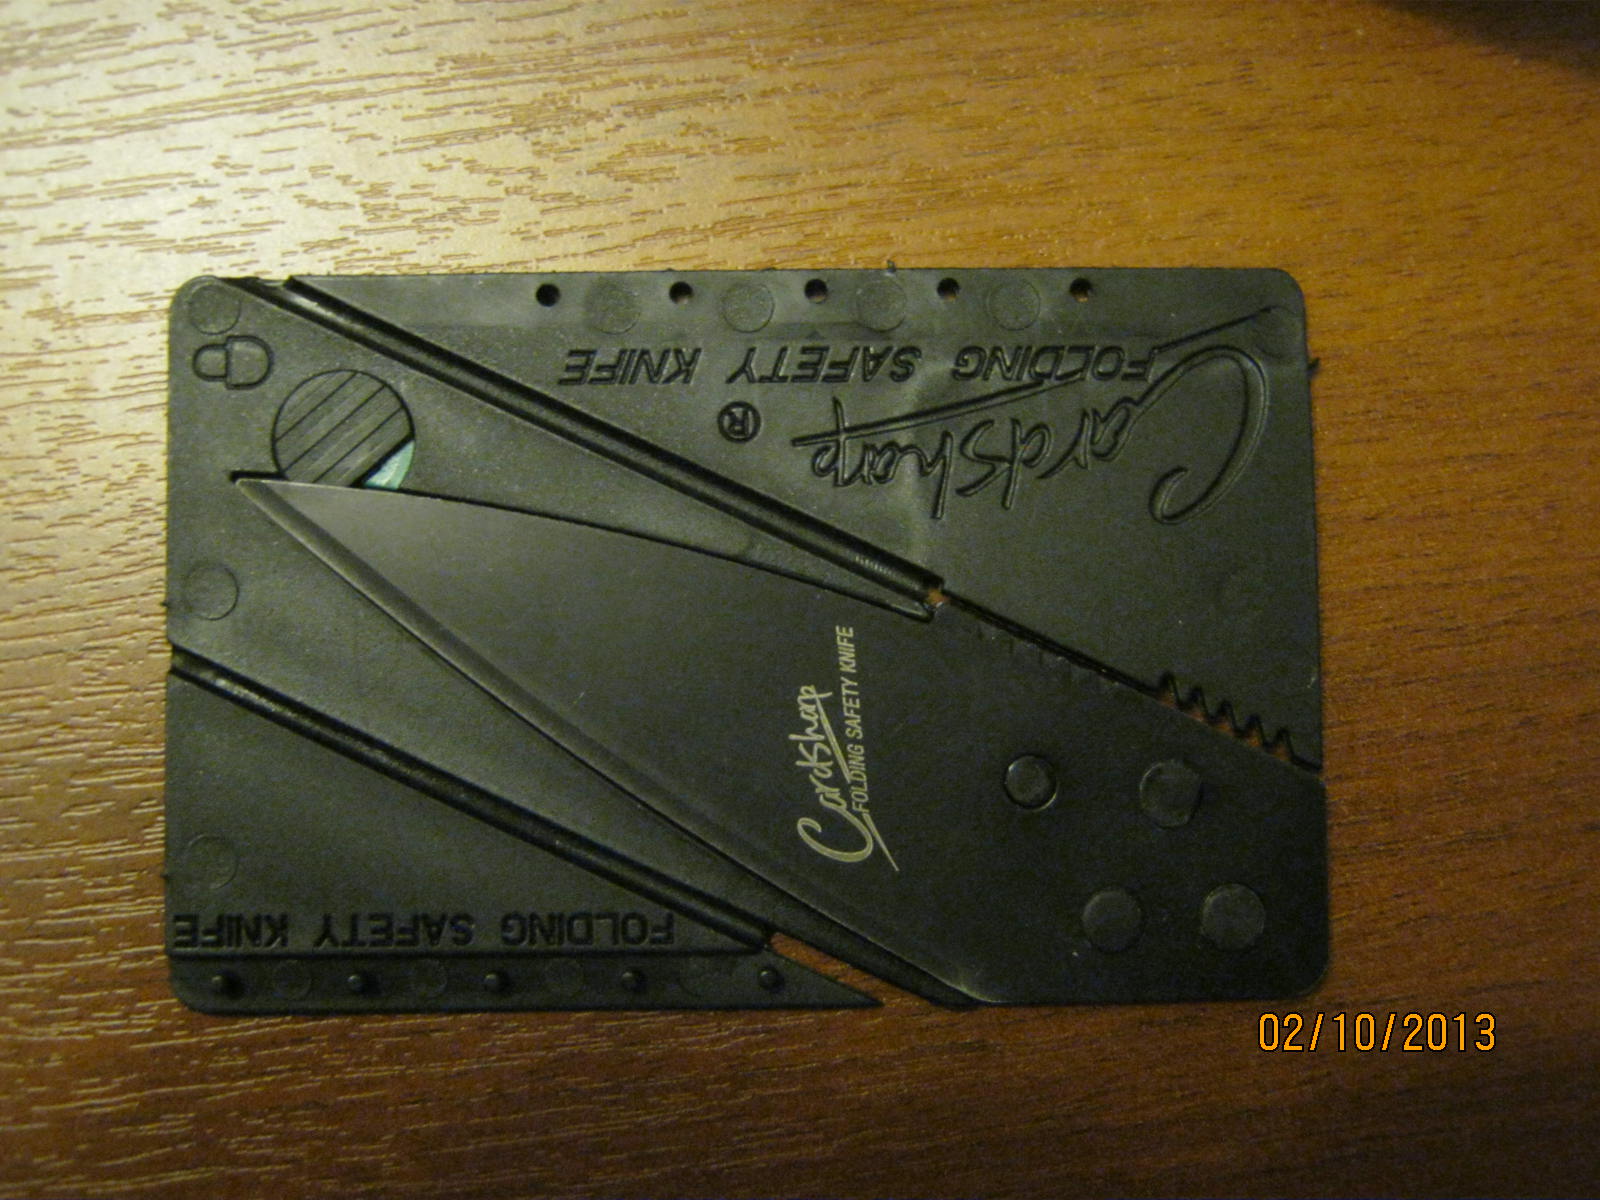 FOLDING SAFETY KNIFE
CardSharp ®
CardSharp
FOLDING SAFETY KNIFE
FOLDING SAFETY KNIFE
02/10/2013